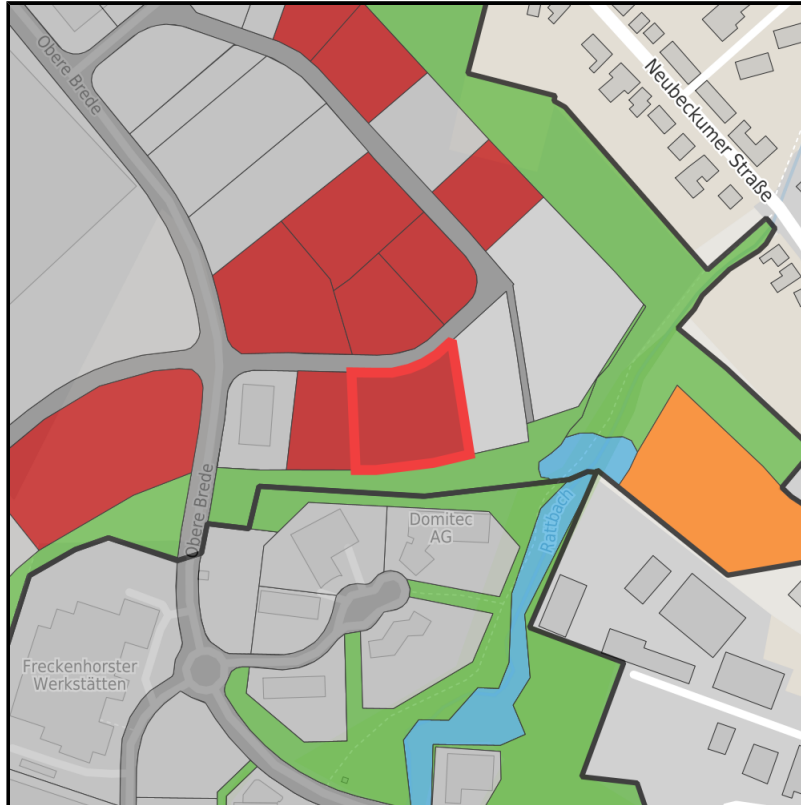 Obere Brede
Neubeckumer Straße
Obere Brede
Domitec
AG
Rattbach
Freckenhorster
Werkstätten